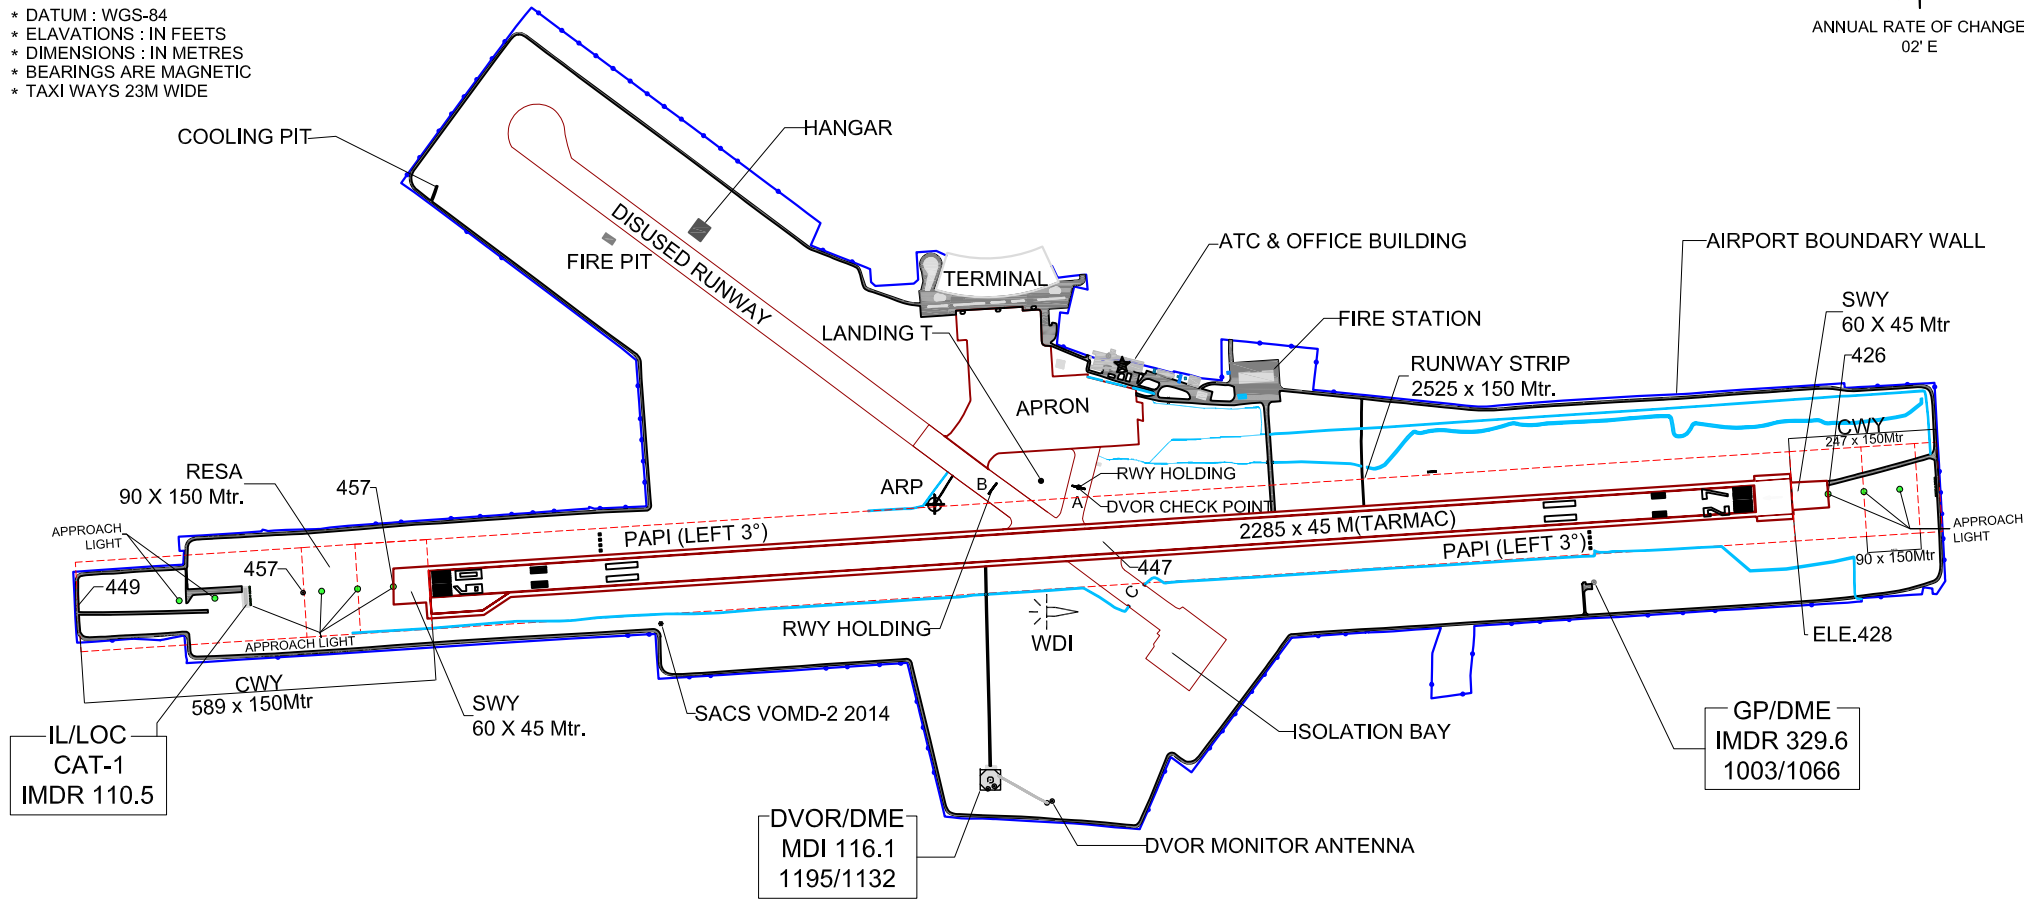 * DATUM : WGS-84
* ELAVATIONS : IN FEETS
* DIMENSIONS : IN METRES
* BEARINGS ARE MAGNETIC
* TAXI WAYS 23M WIDE
ANNUAL RATE OF CHANGE
02' E
COOLING PIT
HANGAR
DISUSED RUNWAY
FIRE PIT
TERMINAL
ATC & OFFICE BUILDING
AIRPORT BOUNDARY WALL
LANDING T
FIRE STATION
SWY
60 X 45 Mtr
426
RUNWAY STRIP
2525 x 150 Mtr.
APRON
CWY
247 x 150Mtr
RESA
90 X 150 Mtr.
457
ARP
B
RWY HOLDING
A
DVOR CHECK POINT
APPROACH
LIGHT
PAPI (LEFT 3°)
2285 x 45 M(TARMAC)
27
PAPI (LEFT 3°)
APPROACH
LIGHT
90 x 150Mtr
449
457
09
447
C
APPROACH LIGHT
RWY HOLDING
WDI
ELE.428
CWY
589 x 150Mtr
SWY
60 X 45 Mtr.
SACS VOMD-2 2014
ISOLATION BAY
IL/LOC
CAT-1
IMDR 110.5
GP/DME
IMDR 329.6
1003/1066
DVOR/DME
MDI 116.1
1195/1132
DVOR MONITOR ANTENNA